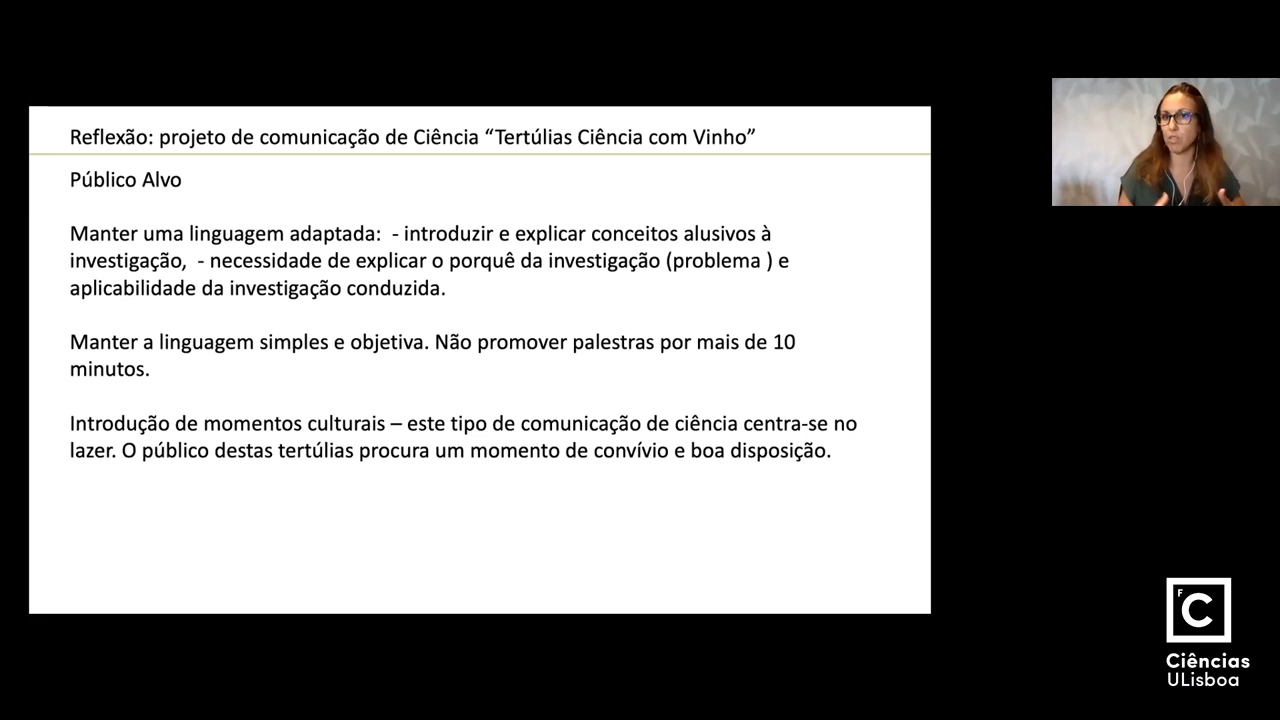 Reflexão: projeto de comunicação de Ciência “Tertúlias Ciência com Vinho”
Público Alvo
Manter uma linguagem adaptada:  - introduzir e explicar conceitos alusivos à
investigação,  - necessidade de explicar o porquê da investigação (problema ) e
aplicabilidade da investigação conduzida.
Manter a linguagem simples e objetiva. Não promover palestras por mais de 10
minutos.
Introdução de momentos culturais – este tipo de comunicação de ciência centra-se no
lazer. O público destas tertúlias procura um momento de convívio e boa disposição.
F
C
Ciências
ULisboa